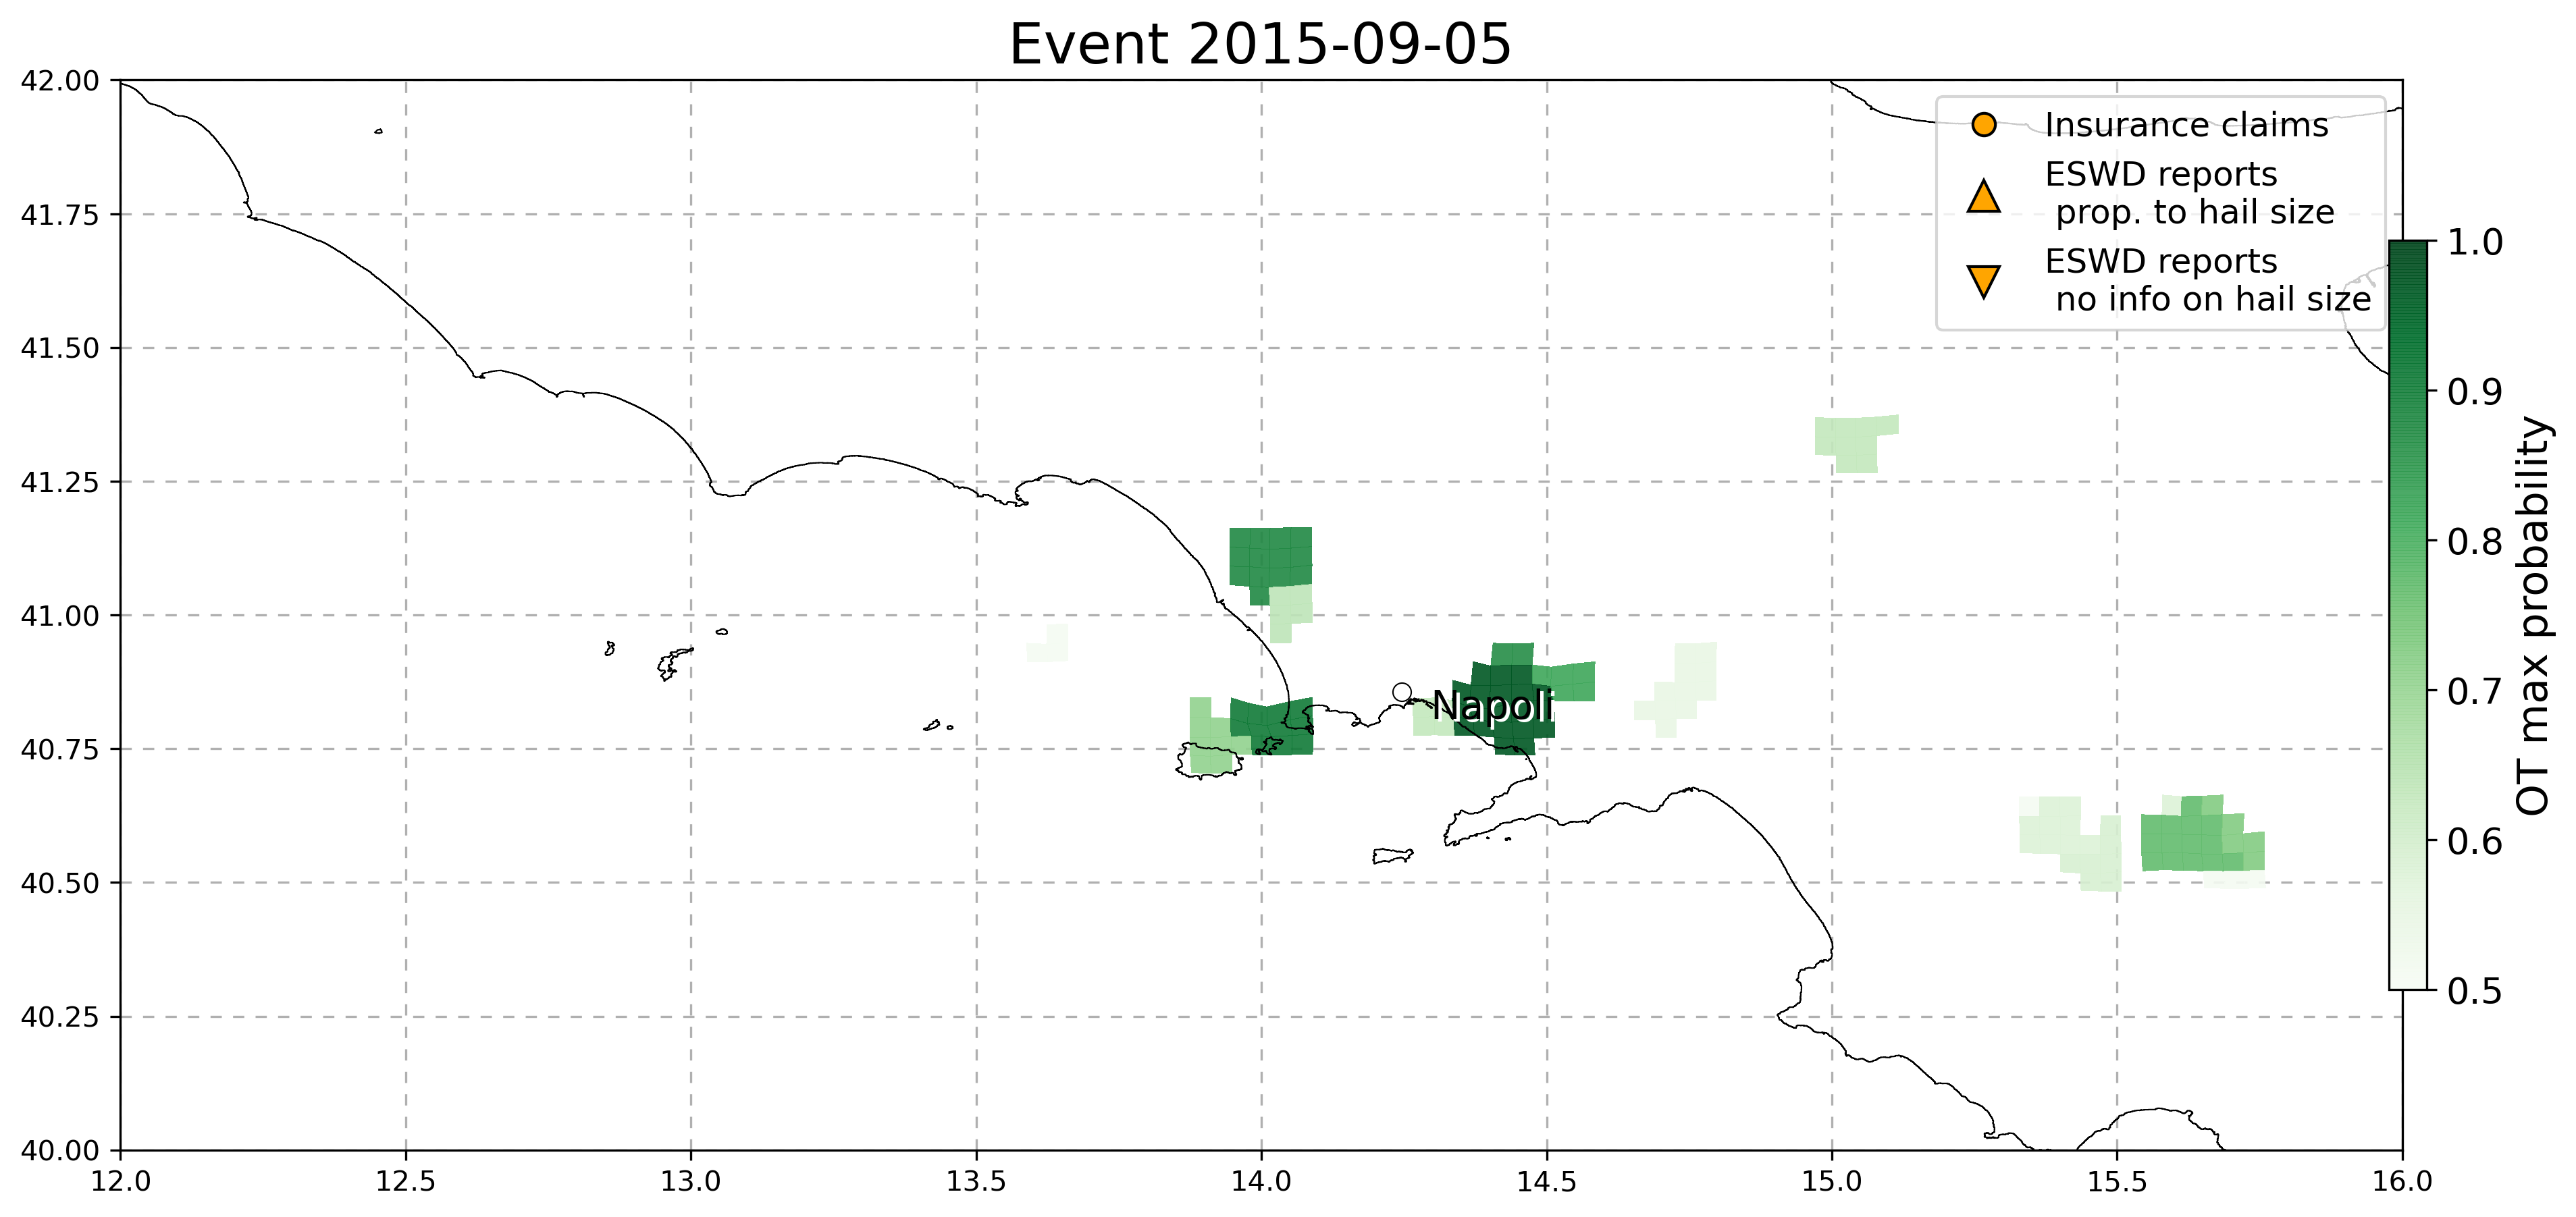 Event 2015-09-05
42.00
41.75
41.50
41.25
41.00
40.75
40.50
40.25
40.00
12.0 12.5 13.0 13.5 14.0 14.5 15.0 15.5 16.0
Insurance claims
ESWD reports
prop. to hail size
ESWD reports
no info on hail size
Napoli
1.0
0.9
0.8
0.7
0.6
0.5
OT max probability